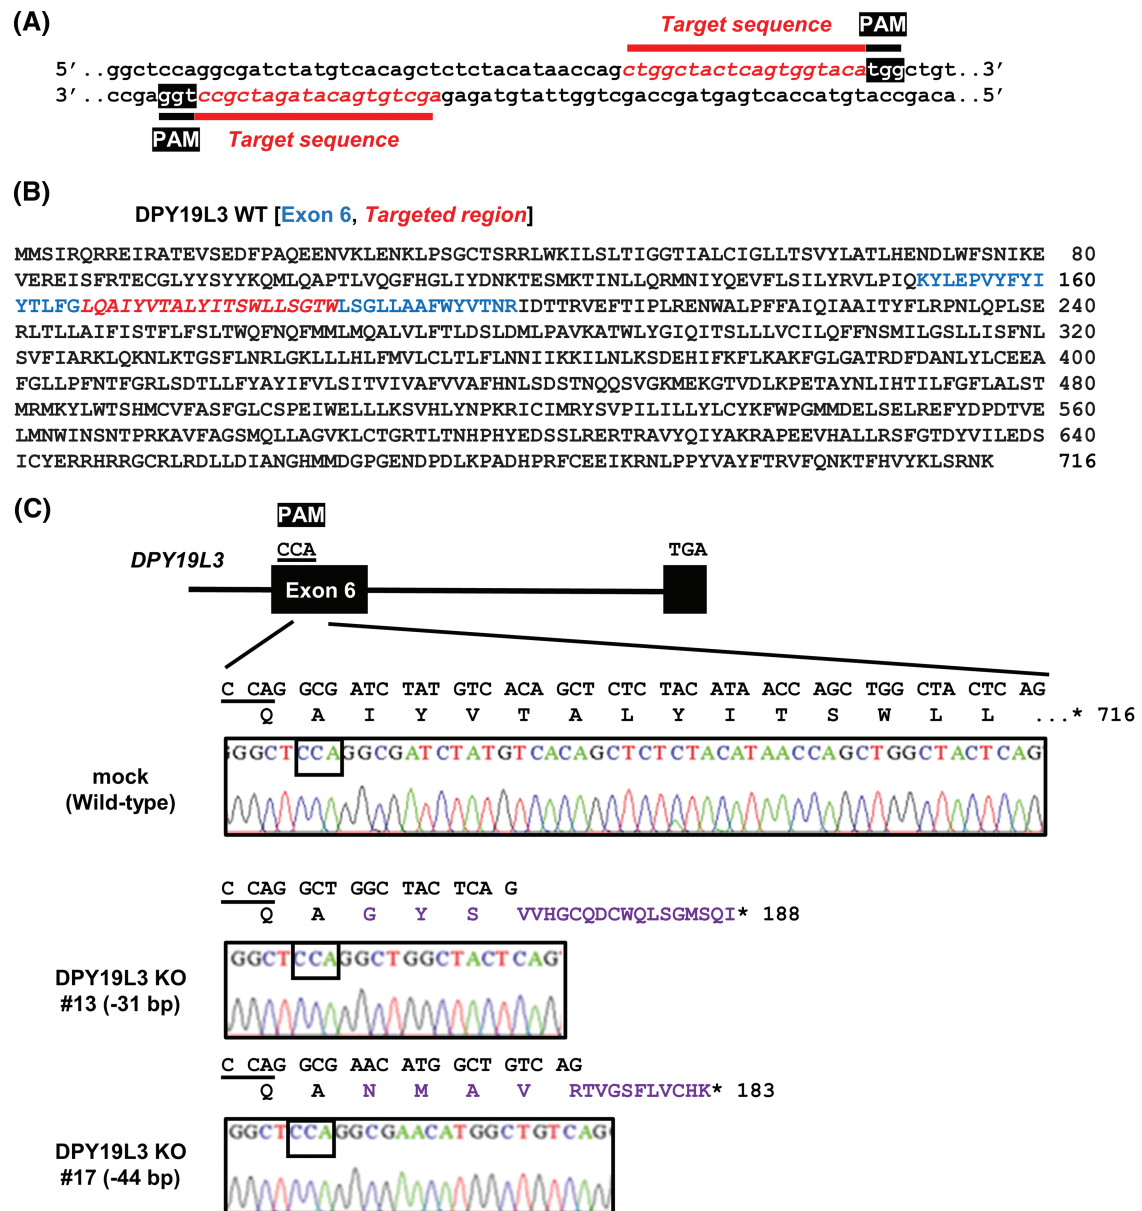 (A)
Target sequence PAM
5′ ..ggctccaggcgatctatgtcacagctctctacataaccagctggctactcagtggtacatggctgt..3′
3′ ..ccgaggtccgctagatacagtgtcgagagatgtattggtcgaccgatgagtcaccatgtaccgaca..5′
PAM Target sequence
(B)
DPY19L3 WT [Exon 6, Targeted region]
MMSIRQRREIRATEVSEDFPAQEENVKLENKLPSGCTSRRLWKILSLTIGGTIALCIGLLTSVYLATLHENDLWFSNIKE 80
VEREISFRTECGLYYSYYKQMLQAPTLVQGFHGLIYDNKTESMKTINLLQRMNIYQEVFLSILYRVLPIQKYLEPVYFYI 160
YTLFGLQAIYVTALYITSWLLSGTWLSGLLAAFWYVTNRIDTTRVEFTIPLRENWALPFFAIQIAAITYFLRPNLQPLSE 240
RLTLLAIFISTFLFSLTWQFNQFMMLMQALVLFTLDSLDMLPAVKATWLYGIQITSLLLVCILQFFNSMILGSLLISFNL 320
SVFIARKLQKNLKTGSFLNRLGKLLLHLFMVLCLTLFLNNIIKKILNLKSDEHIFKFLKAKFGLGATRDFDANLYLCEEA 400
FGLLPFNTFGRLSDTLLFYAYIFVLSITVIVAFVVAFHNLSDSTNQQSVGKMEKGTVDLKPETAYNLIHTILFGFLALST 480
MRMKYLWTSHMCVFASFGLCSPEIWELLLKSVHLYNPKRICIMRYSVPILILLYLCYKFWPGMMDELSELREFYDPDTVE 560
LMNWINSNTPRKAVFAGSMQLLAGVKLCTGRTLTNHPHYEDSSLRERTRAVYQIYAKRAPEEVHALLRSFGTDYVILEDS 640
ICYERRHRRGCRLRDLLDIANGHMMDGPGENDPDLKPADHPRFCEEIKRNLPPYVAYFTRVFQNKTFHVYKLSRNK 716
(C)
PAM
CCA TGA
DPY19L3
Exon 6
C CAG GCG ATC TAT GTC ACA GCT CTC TAC ATA ACC AGC TGG CTA CTC AG
Q A I Y V T A L Y I T S W L L ...* 716
GGGCTCCAGGCGATCTATGTCACAGCTCTCTACATAACCAGCTGGCTACTCAG
mock
(Wild-type)
C CAG GCT GGC TAC TCA G
Q A G Y S VVHGCQDCWQLSGMSQI* 188
GGCTCCAGGCTGGCTACTCAG
DPY19L3 KO
#13 (-31 bp)
C CAG GCG AAC ATG GCT GTC AG
Q A N M A V RTVGSFLVCHK* 183
GGCTCCAGGCGAACATGGCTGTCAG
DPY19L3 KO
#17 (-44 bp)